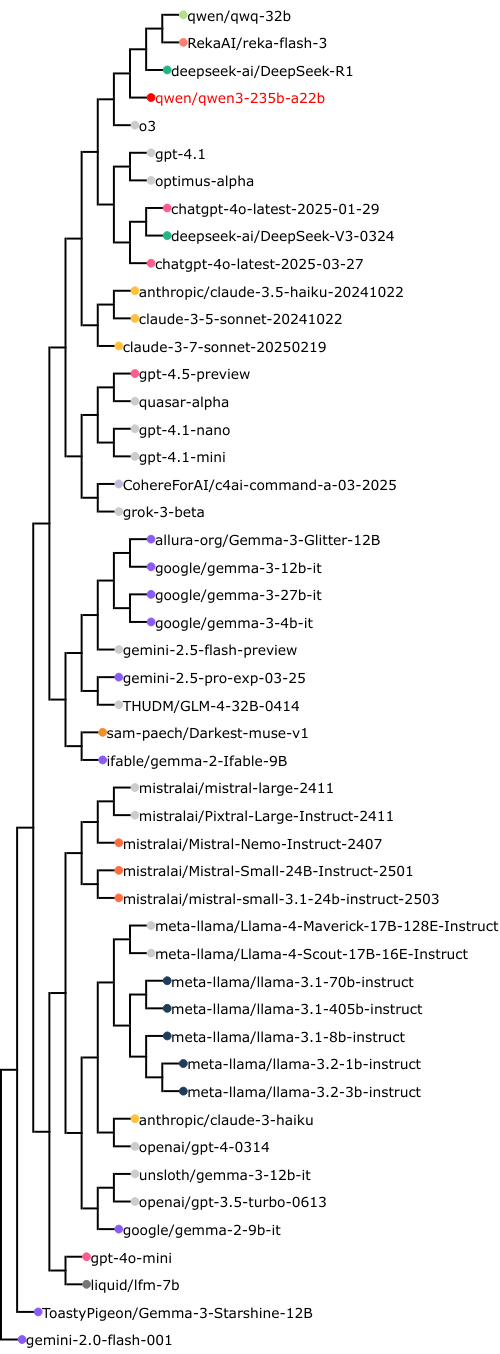 qwen/qwq-32b
RekaAI/reka-flash-3
deepseek-ai/DeepSeek-R1
qwen/qwen3-235b-a22b
o3
gpt-4.1
optimus-alpha
chatgpt-4o-latest-2025-01-29
deepseek-ai/DeepSeek-V3-0324
chatgpt-4o-latest-2025-03-27
anthropic/claude-3.5-haiku-20241022
claude-3-5-sonnet-20241022
claude-3-7-sonnet-20250219
gpt-4.5-preview
quasar-alpha
gpt-4.1-nano
gpt-4.1-mini
CohereForAI/c4ai-command-a-03-2025
grok-3-beta
allura-org/Gemma-3-Glitter-12B
google/gemma-3-12b-it
google/gemma-3-27b-it
google/gemma-3-4b-it
gemini-2.5-flash-preview
gemini-2.5-pro-exp-03-25
THUDM/GLM-4-32B-0414
sam-paech/Darkest-muse-v1
ifable/gemma-2-Ifable-9B
mistralai/mistral-large-2411
mistralai/Pixtral-Large-Instruct-2411
mistralai/Mistral-Nemo-Instruct-2407
mistralai/Mistral-Small-24B-Instruct-2501
mistralai/mistral-small-3.1-24b-instruct-2503
meta-llama/Llama-4-Maverick-17B-128E-Instruct
meta-llama/Llama-4-Scout-17B-16E-Instruct
meta-llama/llama-3.1-70b-instruct
meta-llama/llama-3.1-405b-instruct
meta-llama/llama-3.1-8b-instruct
meta-llama/llama-3.2-1b-instruct
meta-llama/llama-3.2-3b-instruct
anthropic/claude-3-haiku
openai/gpt-4-0314
unsloth/gemma-3-12b-it
openai/gpt-3.5-turbo-0613
google/gemma-2-9b-it
gpt-4o-mini
liquid/lfm-7b
ToastyPigeon/Gemma-3-Starshine-12B
gemini-2.0-flash-001